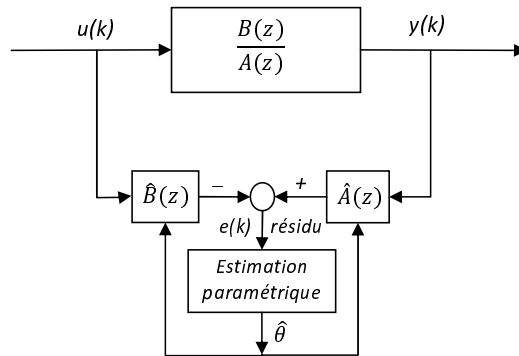 u(k)
B(z)
A(z)
y(k)
B̂(z)
−
+
Â(z)
e(k) résidu
Estimation
paramétrique
θ̂